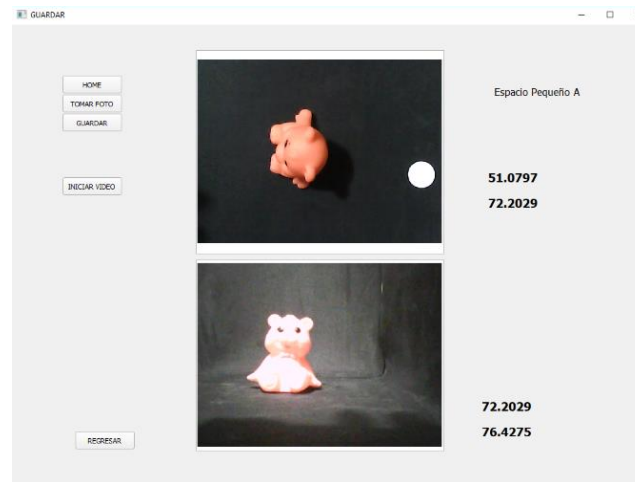 GUARDAR
HOME
TOMAR FOTO
GUARDAR
INICIAR VIDEO
REGRESAR
Espacio Pequeño A
51.0797
72.2029
72.2029
76.4275